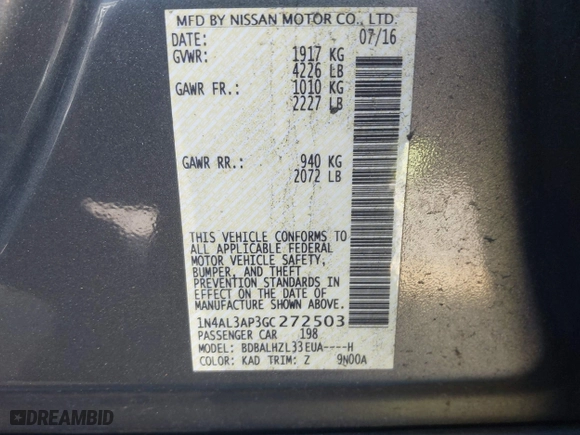 MFD BY NISSAN MOTOR CO., LTD.
DATE: 07/16
GVWR: 1917 KG
4226 LB
GAWR FR.: 1010 KG
2227 LB
GAWR RR.: 940 KG
2072 LB
THIS VEHICLE CONFORMS TO
ALL APPLICABLE FEDERAL
MOTOR VEHICLE SAFETY,
BUMPER, AND THEFT
PREVENTION STANDARDS IN
EFFECT ON THE DATE OF
MANUFACTURE SHOWN ABOVE.
1N4AL3AP3GC272503
PASSENGER CAR 198
MODEL: BDBALHZL33EUA----H
COLOR: KAD TRIM: Z 9N00A
DREAMBID